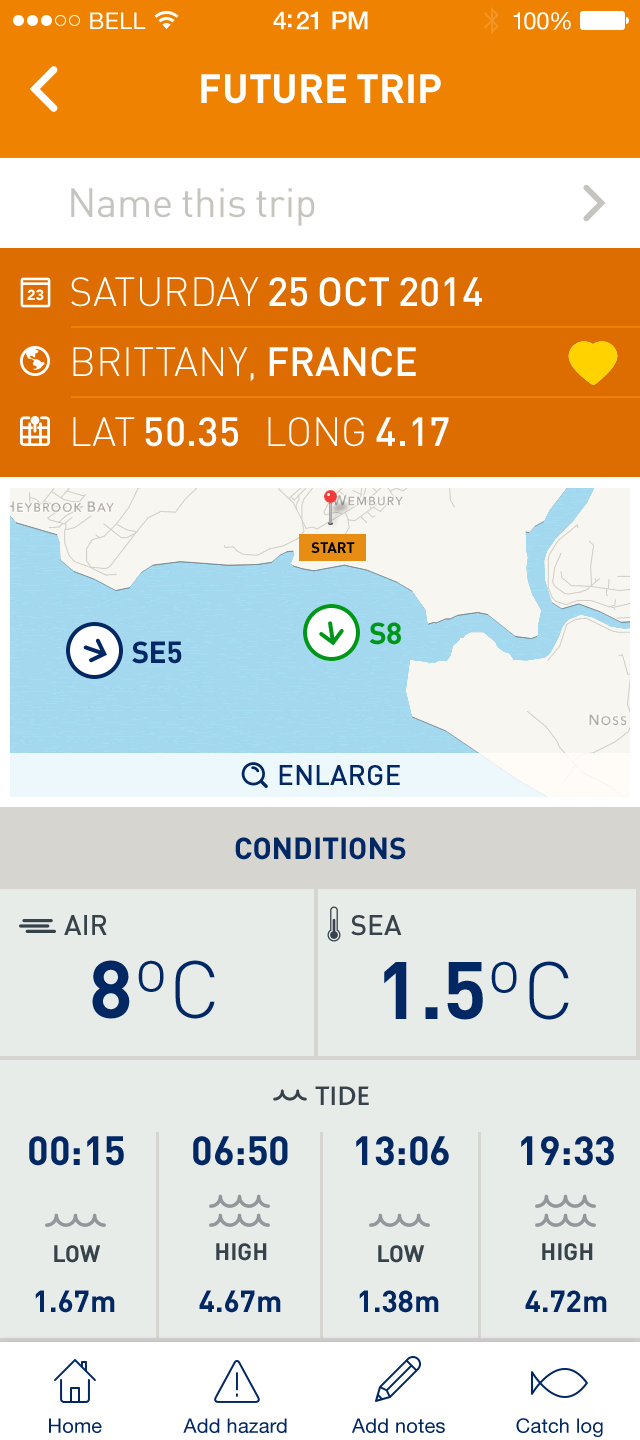 BELL 4:21 PM 100%
FUTURE TRIP
Name this trip
23 SATURDAY 25 OCT 2014
BRITTANY, FRANCE
LAT 50.35 LONG 4.17
HEYBROOK BAY
WEMBURY
START
SE5
S8
NOSS
ENLARGE
CONDITIONS
AIR
8°C
SEA
1.5°C
TIDE
00:15 06:50 13:06 19:33
LOW HIGH LOW HIGH
1.67m 4.67m 1.38m 4.72m
Home Add hazard Add notes Catch log